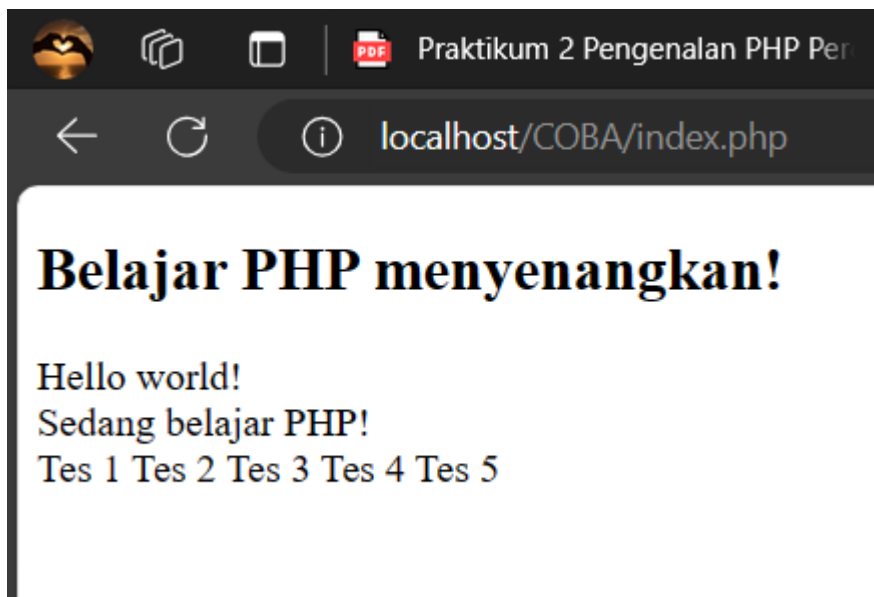 PDF Praktikum 2 Pengenalan PHP Per
localhost/COBA/index.php
Belajar PHP menyenangkan!
Hello world!
Sedang belajar PHP!
Tes 1 Tes 2 Tes 3 Tes 4 Tes 5